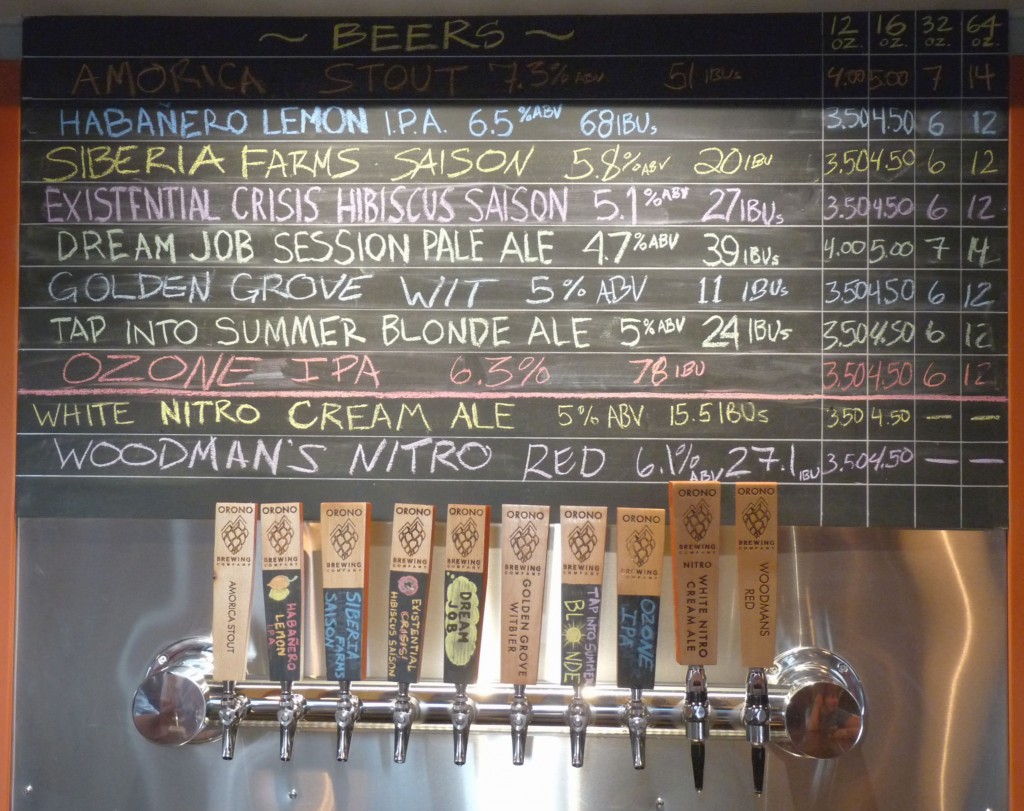 ~ BEERS ~ 12 OZ. 16 OZ. 32 OZ. 64 OZ.
AMORICA STOUT 7.3% ABV 51 IBUs 4.00 5.00 7 14
HABAÑERO LEMON I.P.A. 6.5% ABV 68 IBUs 3.50 4.50 6 12
SIBERIA FARMS SAISON 5.8% ABV 20 IBU 3.50 4.50 6 12
EXISTENTIAL CRISIS HIBISCUS SAISON 5.1% ABV 27 IBUs 3.50 4.50 6 12
DREAM JOB SESSION PALE ALE 4.7% ABV 39 IBUs 4.00 5.00 7 14
GOLDEN GROVE WIT 5% ABV 11 IBUs 3.50 4.50 6 12
TAP INTO SUMMER BLONDE ALE 5% ABV 24 IBUs 3.50 4.50 6 12
OZONE IPA 6.3% 78 IBU 3.50 4.50 6 12
WHITE NITRO CREAM ALE 5% ABV 15.5 IBUs 3.50 4.50 — —
WOODMAN'S NITRO RED 6.1% ABV 27.1 IBU 3.50 4.50 — —
ORONO
BREWING
COMPANY
AMORICA STOUT
ORONO
BREWING
COMPANY
HABAÑERO
LEMON
IPA
ORONO
BREWING
COMPANY
SIBERIA
FARMS
SAISON
ORONO
BREWING
COMPANY
EXISTENTIAL
(CRISIS)
HIBISCUS SAISON
ORONO
BREWING
COMPANY
DREAM
JOB
ORONO
BREWING
COMPANY
GOLDEN GROVE
WITBIER
ORONO
BREWING
COMPANY
TAP INTO SUMMER
BLONDE
ORONO
BREWING
COMPANY
OZONE
IPA
ORONO
BREWING
COMPANY
NITRO
WHITE NITRO
CREAM ALE
ORONO
BREWING
COMPANY
WOODMANS
RED